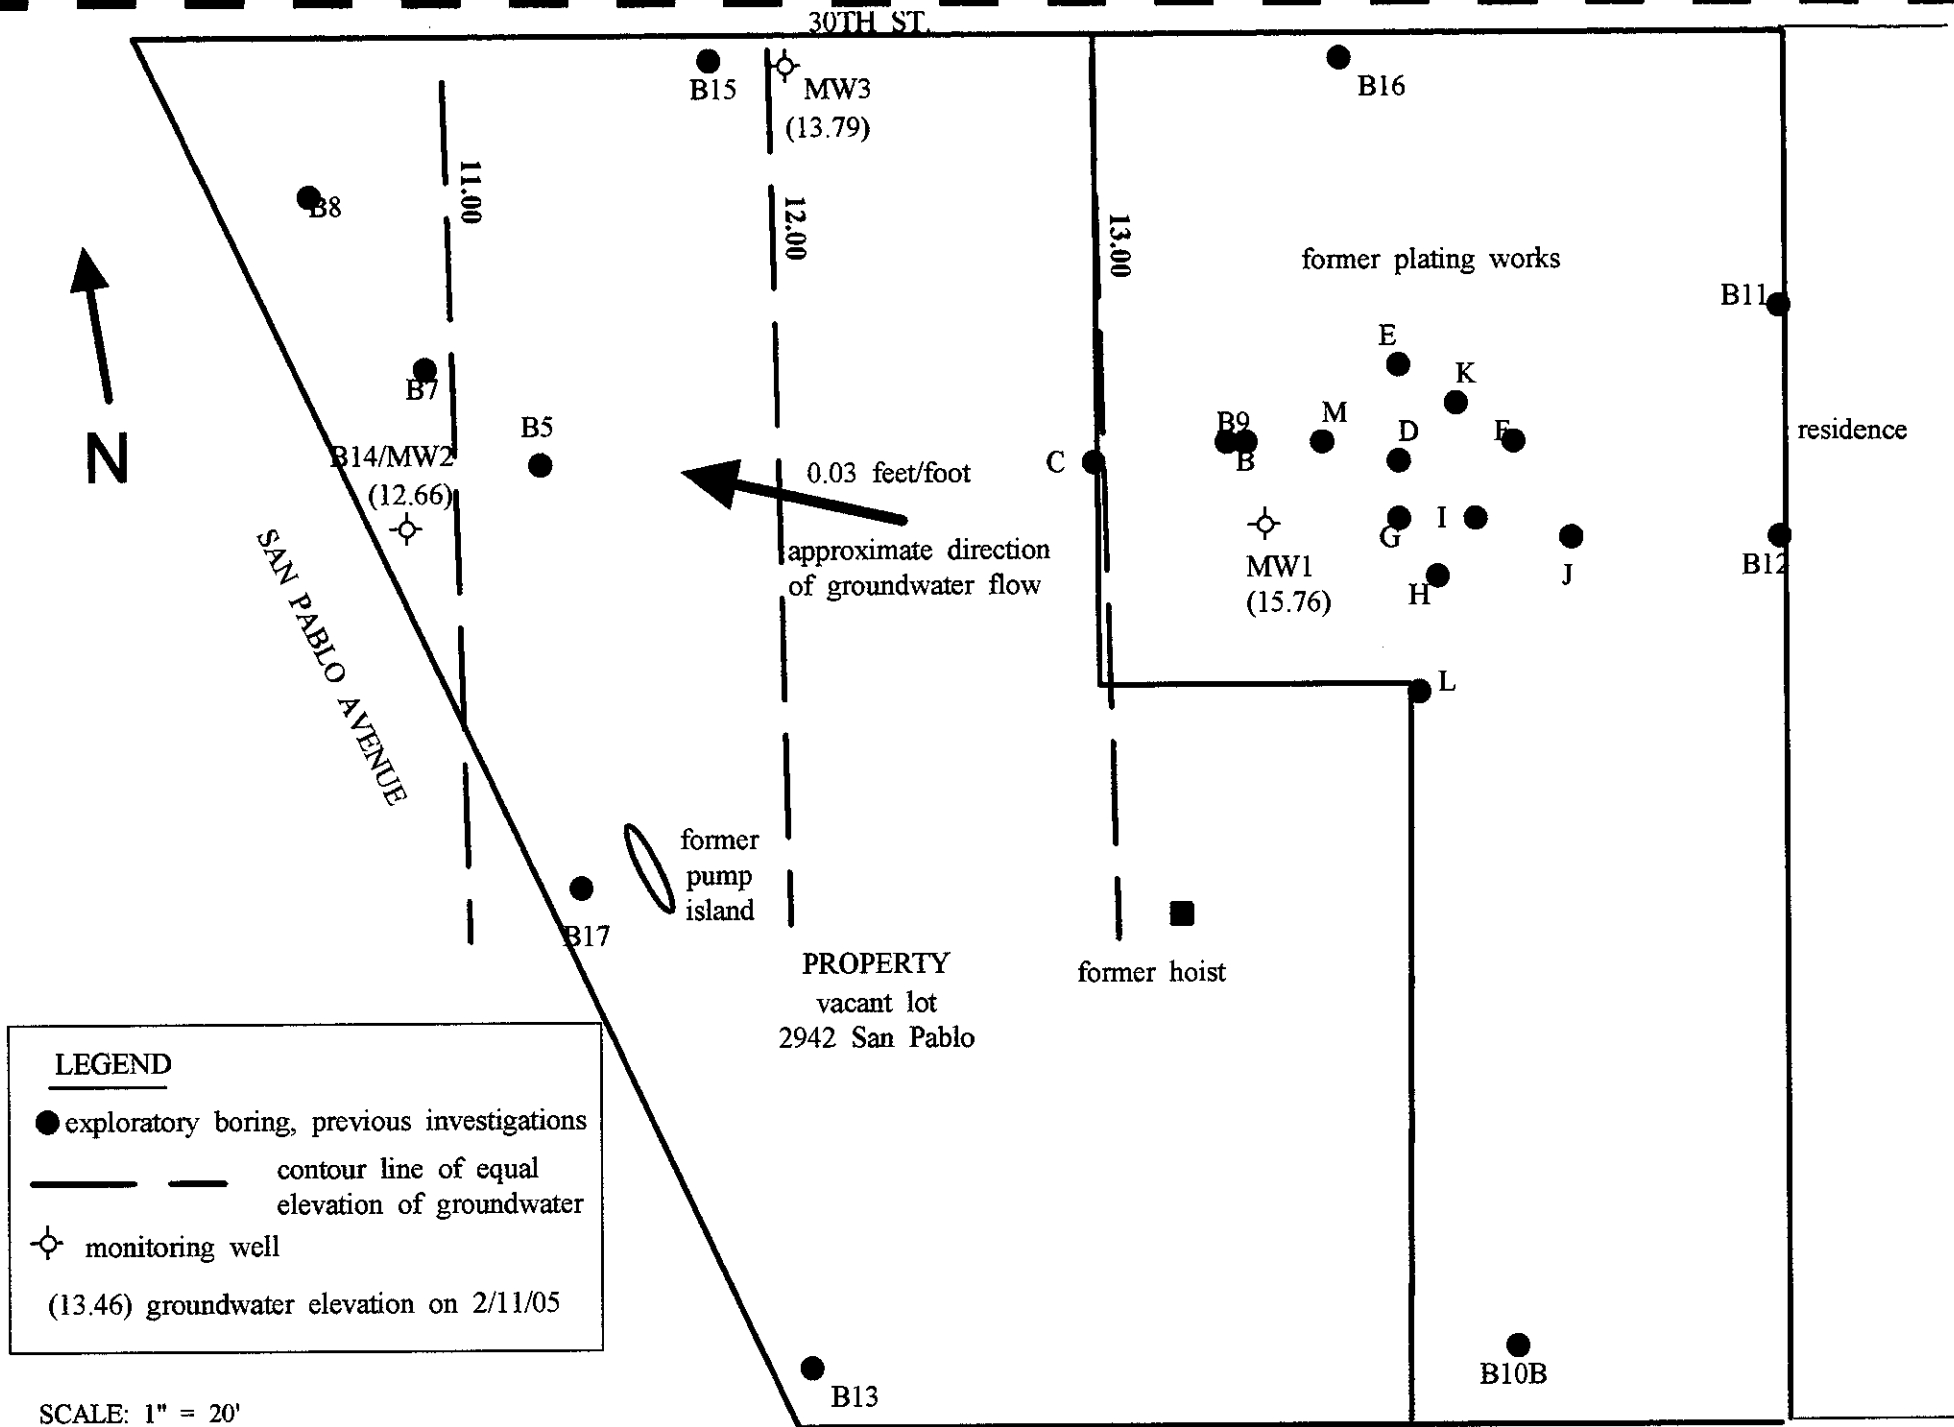 30TH ST.
B15
MW3
(13.79)
B16
B8
11.00
12.00
13.00
former plating works
B11
E
K
B7
B5
B9
M
D
F
residence
N
B14/MW2
(12.66)
0.03 feet/foot
C
B
approximate direction
of groundwater flow
MW1
(15.76)
G
I
H
J
B12
SAN PABLO AVENUE
L
former
pump
island
B17
PROPERTY
vacant lot
2942 San Pablo
former hoist
LEGEND
exploratory boring, previous investigations
contour line of equal
elevation of groundwater
monitoring well
(13.46) groundwater elevation on 2/11/05
B13
B10B
SCALE: 1" = 20'